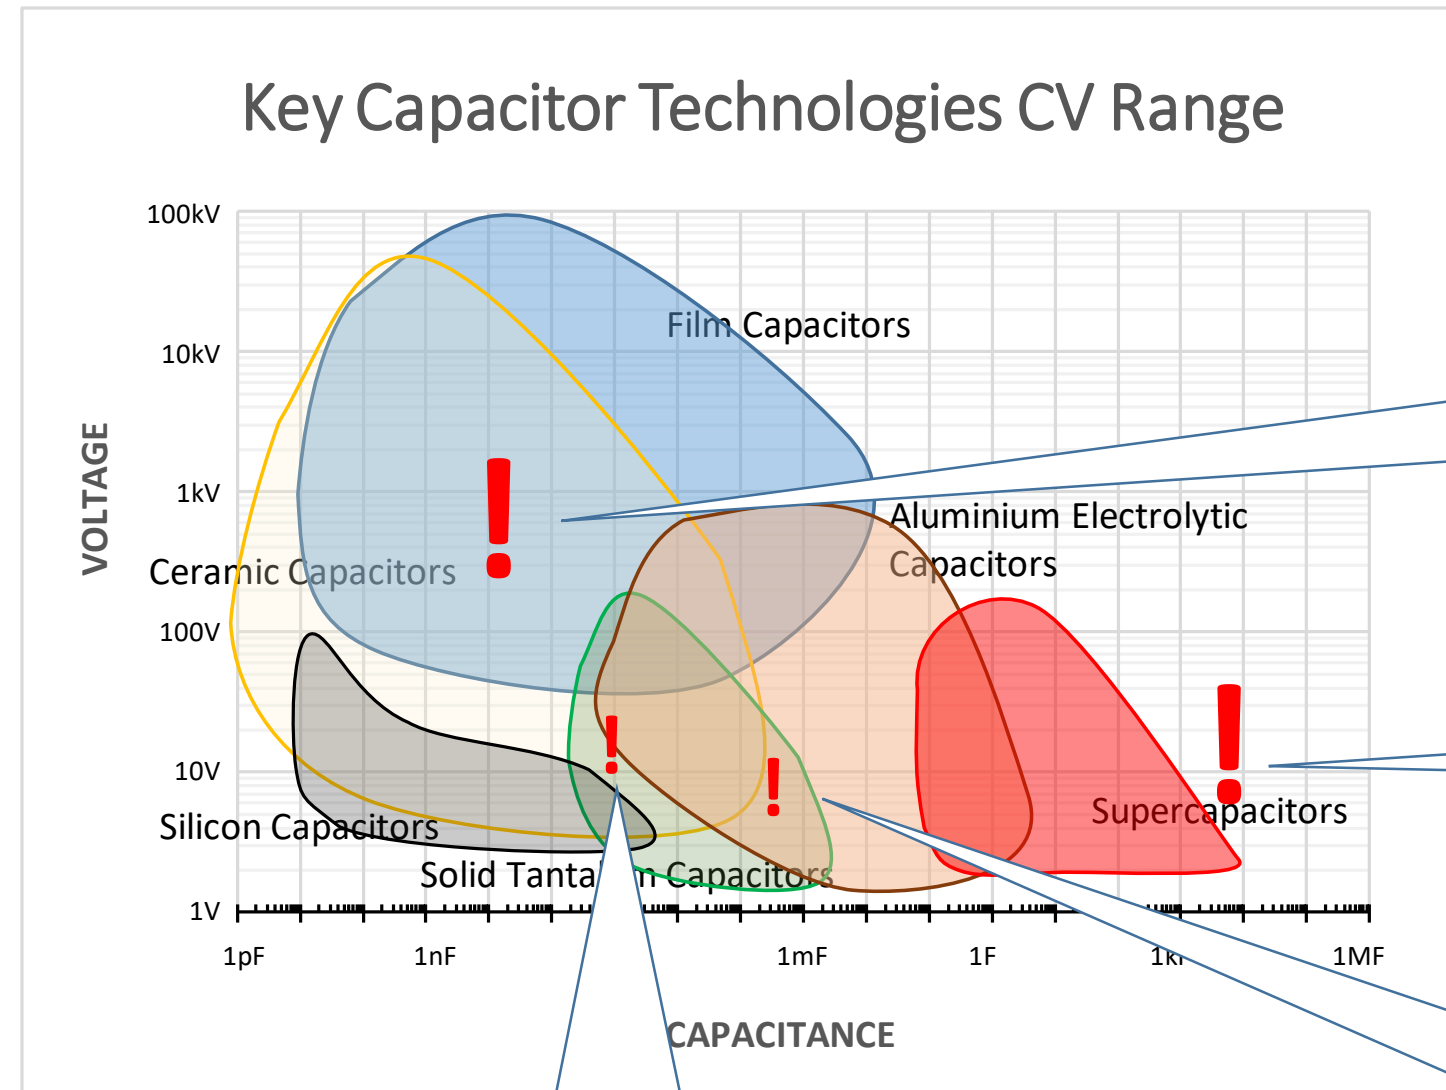 Key Capacitor Technologies CV Range
100kV
Film Capacitors
10kV
VOLTAGE
1kV
Aluminium Electrolytic
Capacitors
Ceramic Capacitors
100V
!
!
!
!
10V
Supercapacitors
Silicon Capacitors
Solid Capacitors
1V
1pF 1nF 1mF 1F 1MF
CAPACITANCE